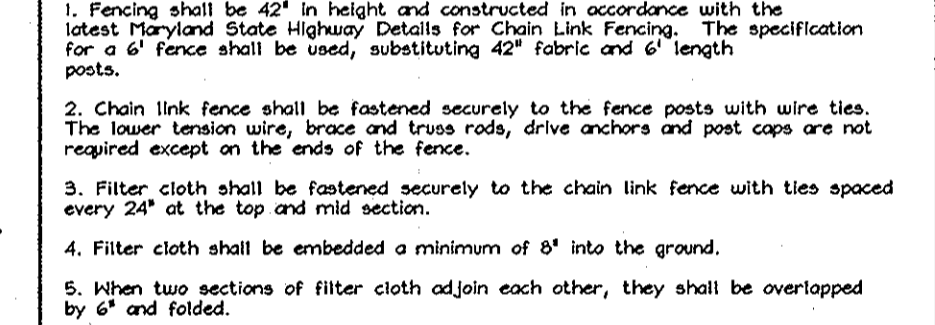 1. Fencing shall be 42" in height and constructed in accordance with the
latest Maryland State Highway Details for Chain Link Fencing. The specification
for a 6' fence shall be used, substituting 42" fabric and 6' length
posts.
2. Chain link fence shall be fastened securely to the fence posts with wire ties.
The lower tension wire, brace and truss rods, drive anchors and post caps are not
required except on the ends of the fence.
3. Filter cloth shall be fastened securely to the chain link fence with ties spaced
every 24" at the top and mid section.
4. Filter cloth shall be embedded a minimum of 8" into the ground.
5. When two sections of filter cloth adjoin each other, they shall be overlapped
by 6" and folded.